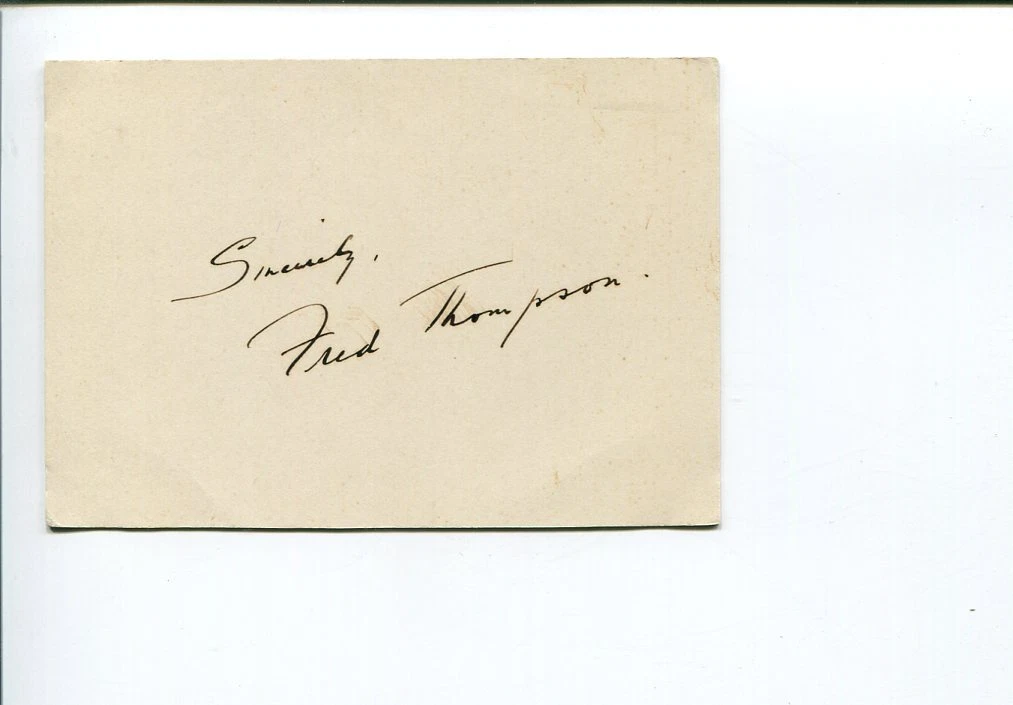 Sincerely,
Fred Thompson.